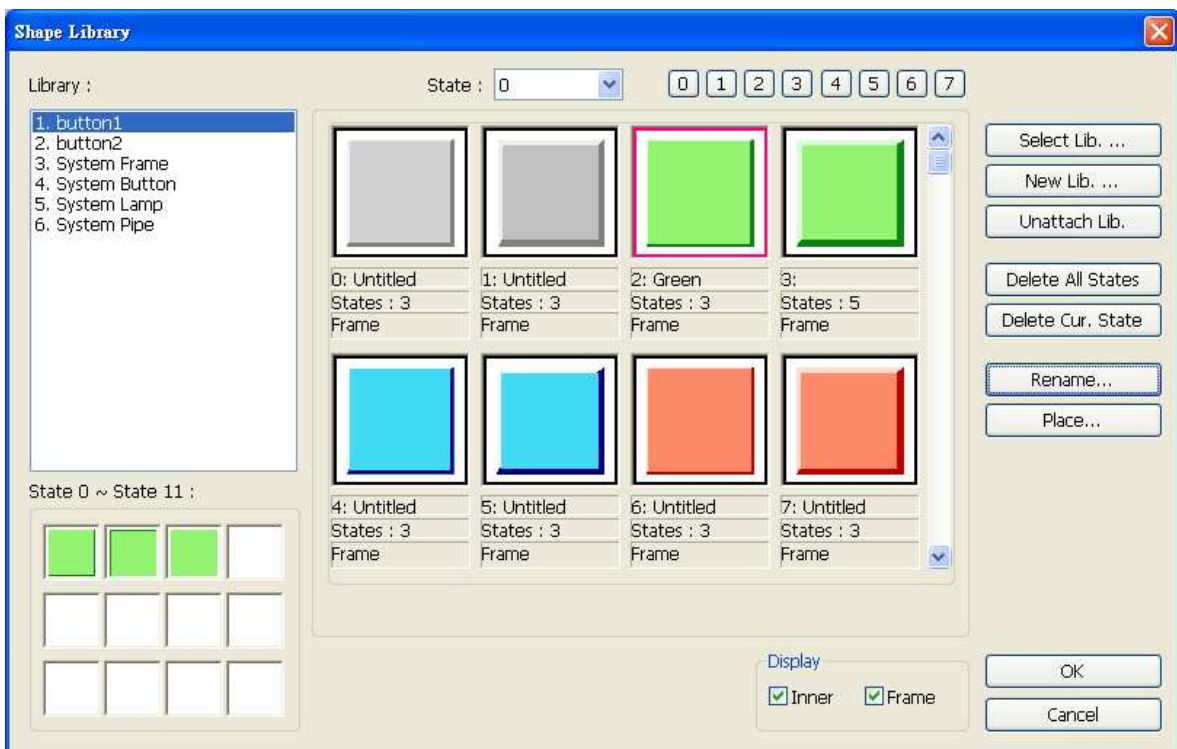 Shape Library
Library :
State : 0
0 1 2 3 4 5 6 7
1. button1
2. button2
3. System Frame
4. System Button
5. System Lamp
6. System Pipe
0: Untitled
States : 3
Frame
1: Untitled
States : 3
Frame
2: Green
States : 3
Frame
3:
States : 5
Frame
4: Untitled
States : 3
Frame
5: Untitled
States : 3
Frame
6: Untitled
States : 3
Frame
7: Untitled
States : 3
Frame
Select Lib. ...
New Lib. ...
Unattach Lib.
Delete All States
Delete Cur. State
Rename...
Place...
State 0 ~ State 11 :
Display
Inner
Frame
OK
Cancel